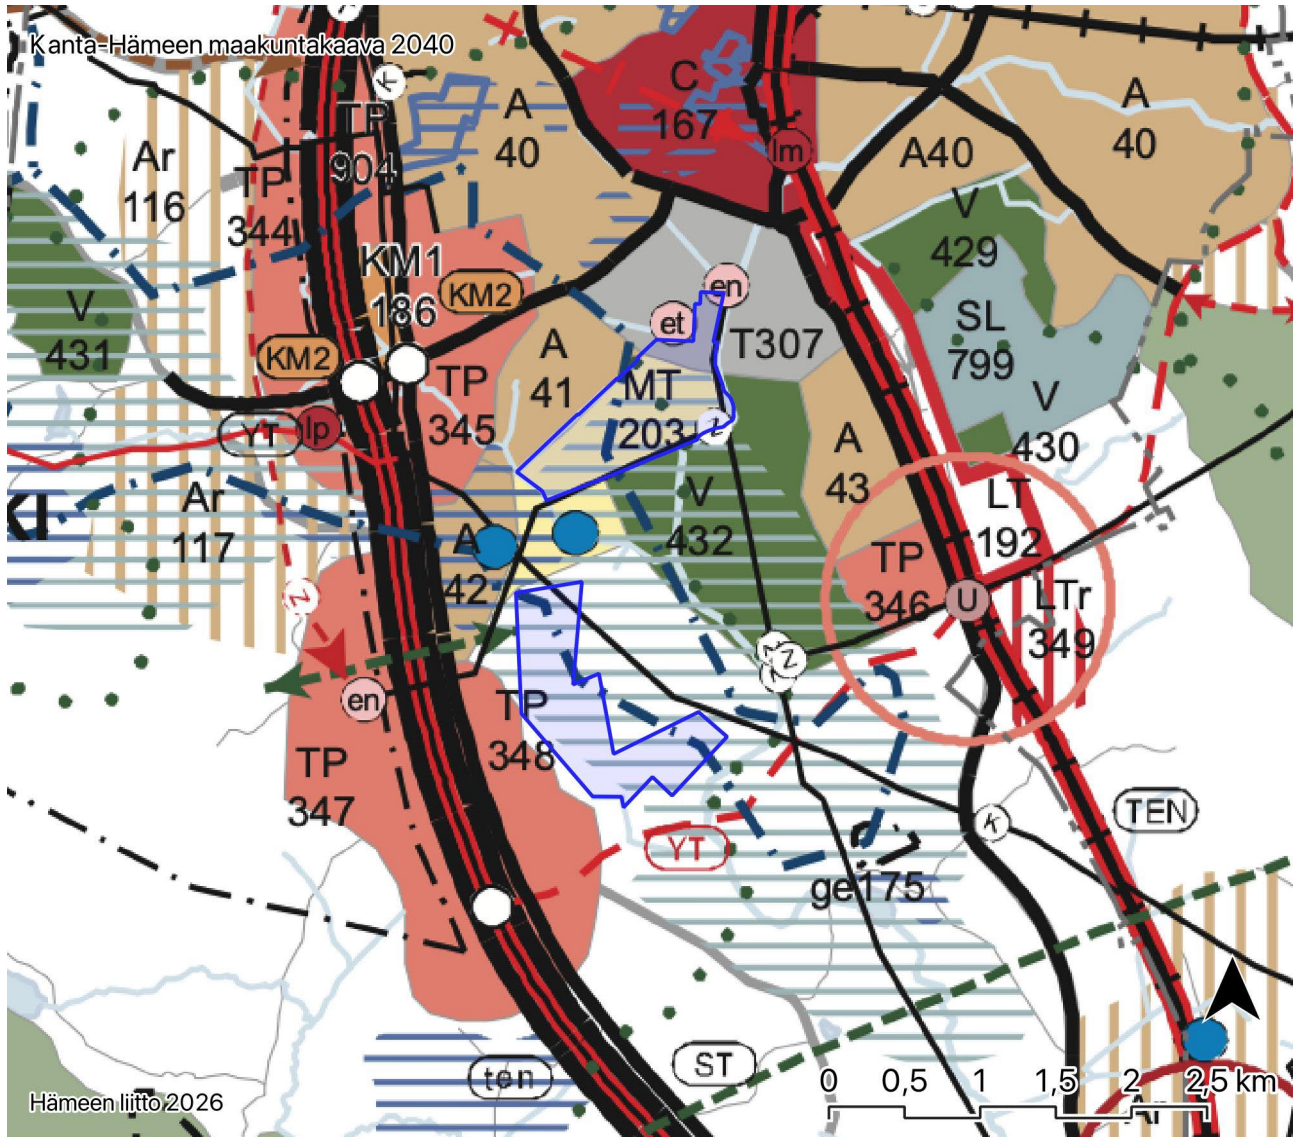 Kanta-Hämeen maakuntakaava 2040
K
C
167
A
40
A
40
TP
904
Ar
116
TP
344
lm
A40
V
429
KM1
186
KM2
en
et
V
431
SL
799
T307
KM2
A
41
MT
203
TP
345
V
430
YT
lp
z
A
43
KI
Ar
117
V
432
LT
192
A
42
TP
346
U
LTr
349
z
z
en
TP
348
TP
347
TEN
K
YT
ge175
ten
ST
0 0,5 1 1,5 2 2,5 km
Hämeen liitto 2026